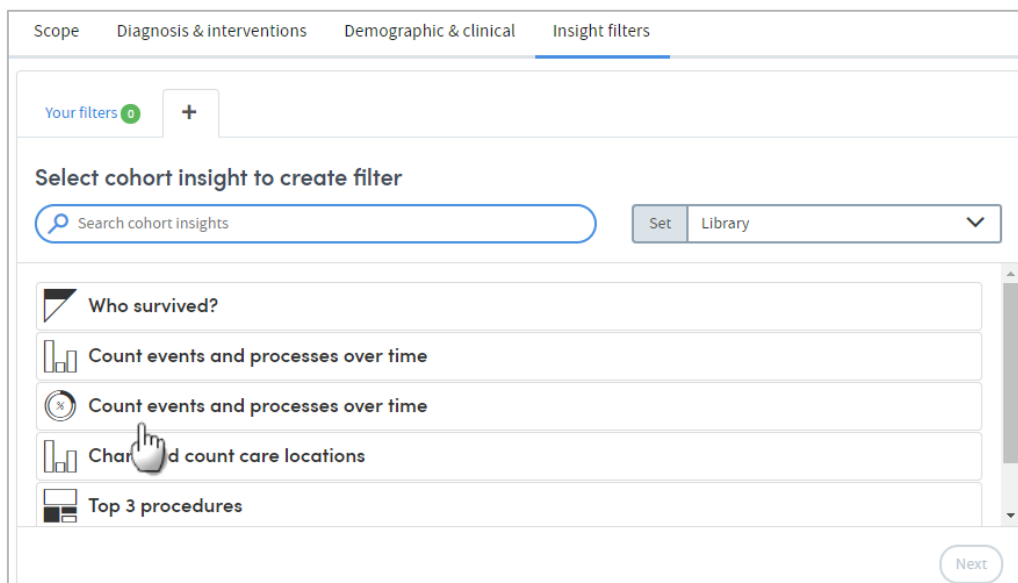 Scope Diagnosis & interventions Demographic & clinical Insight filters
Your filters 0 +
Select cohort insight to create filter
Search cohort insights Set Library
Who survived?
Count events and processes over time
% Count events and processes over time
count care locations
Top 3 procedures
Next